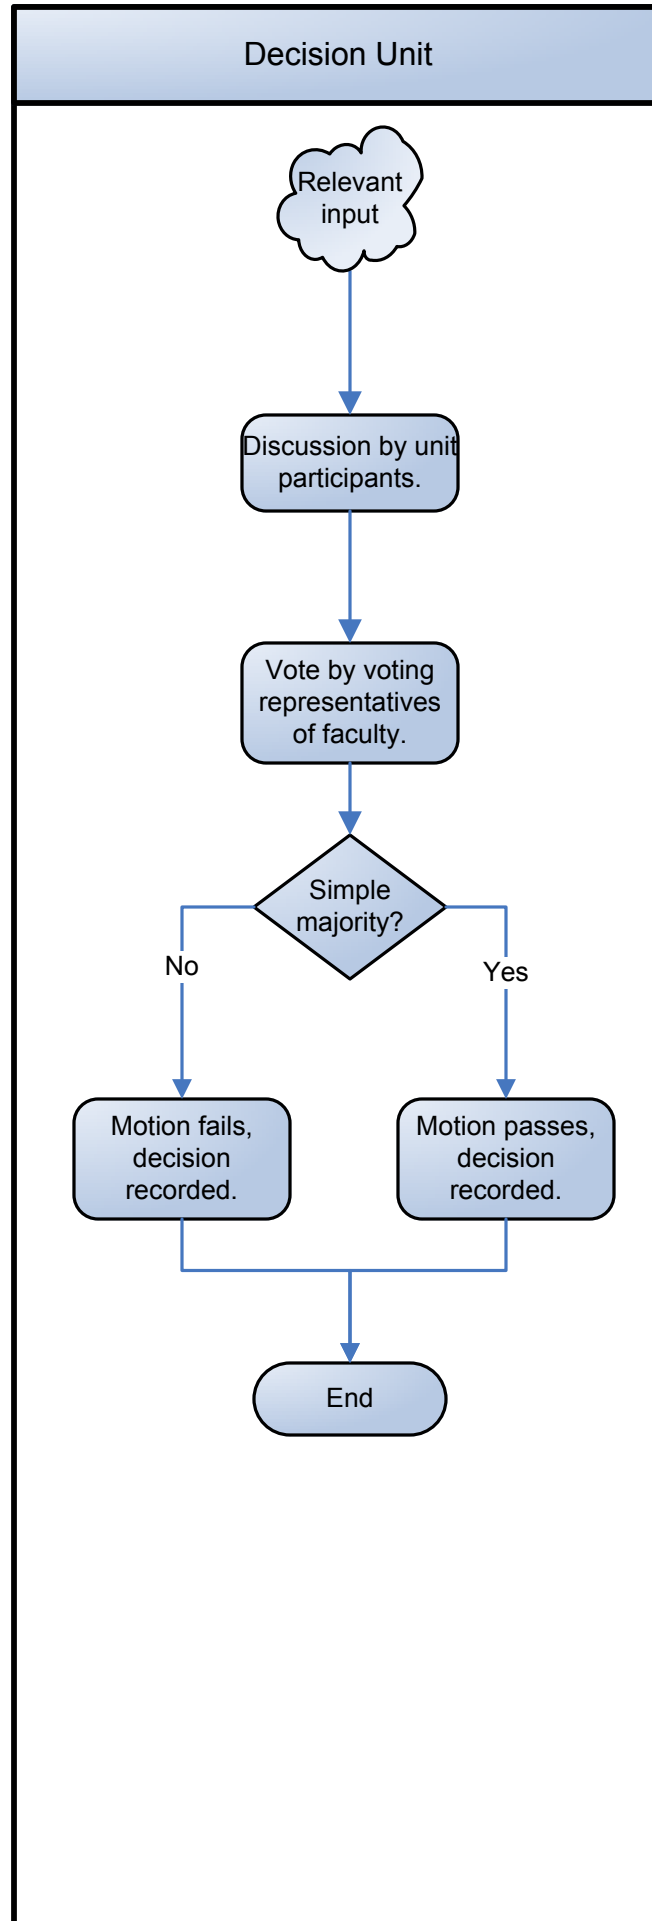 Decision Unit
Relevant
input
Discussion by unit
participants.
Vote by voting
representatives
of faculty.
Simple
majority?
No
Yes
Motion fails,
decision
recorded.
Motion passes,
decision
recorded.
End